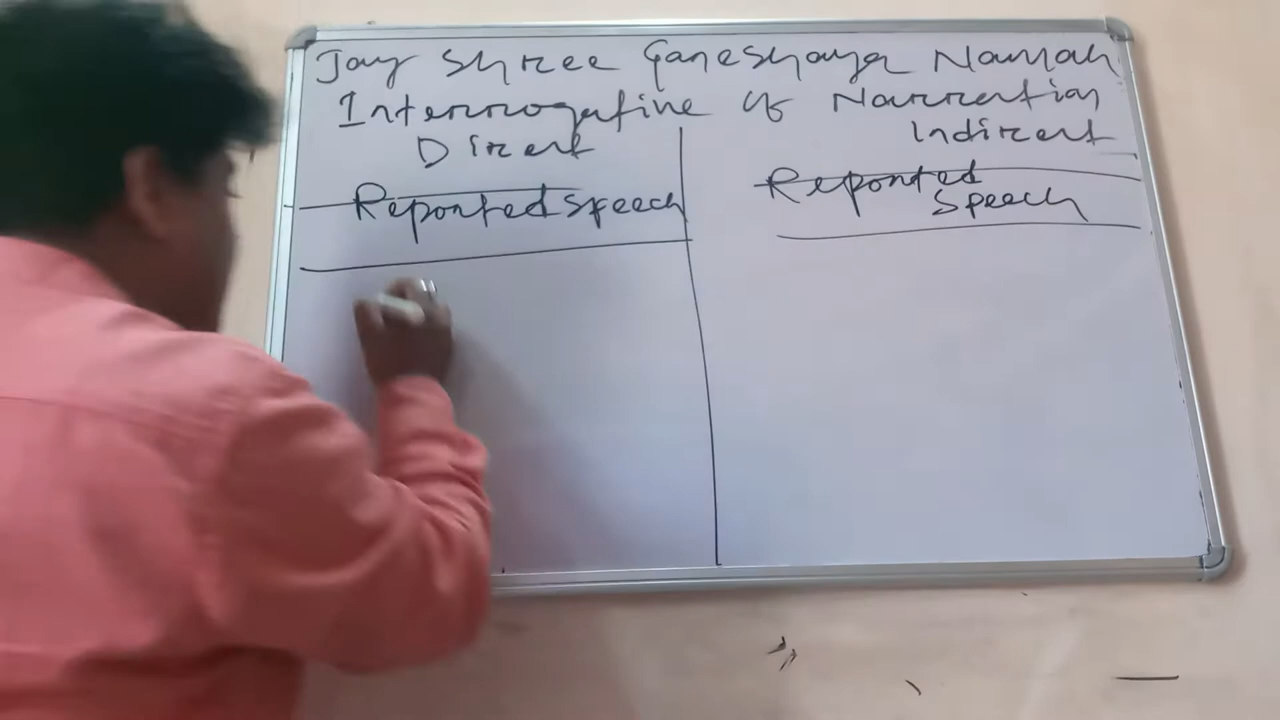 Jay Shree Ganeshaya Namah
Interrogative of Narration
Direct
Indirect
Reported speech
Reported
Speech